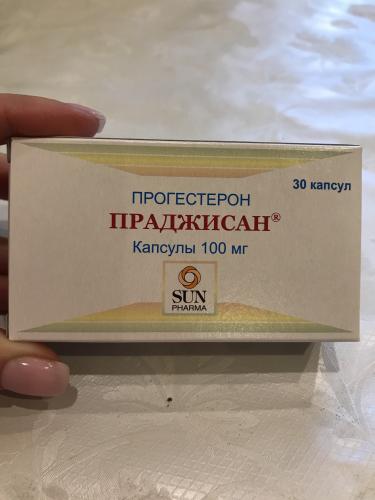 30 капсул
ПРОГЕСТЕРОН
ПРАДЖИСАН®
Капсулы 100 мг
SUN
PHARMA